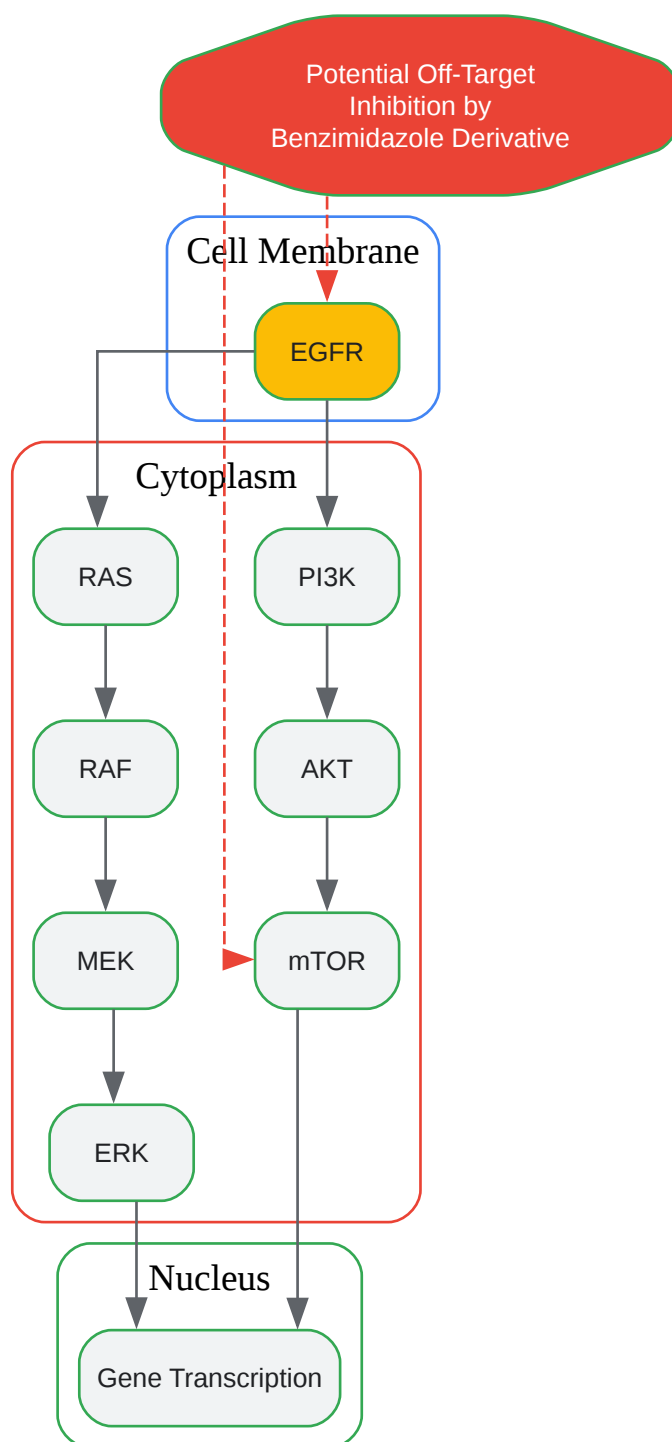 Potential Off-Target
Inhibition by
Benzimidazole Derivative
Cell Membrane
EGFR
Cytoplasm
RAS
PI3K
RAF
AKT
MEK
mTOR
ERK
Nucleus
Gene Transcription